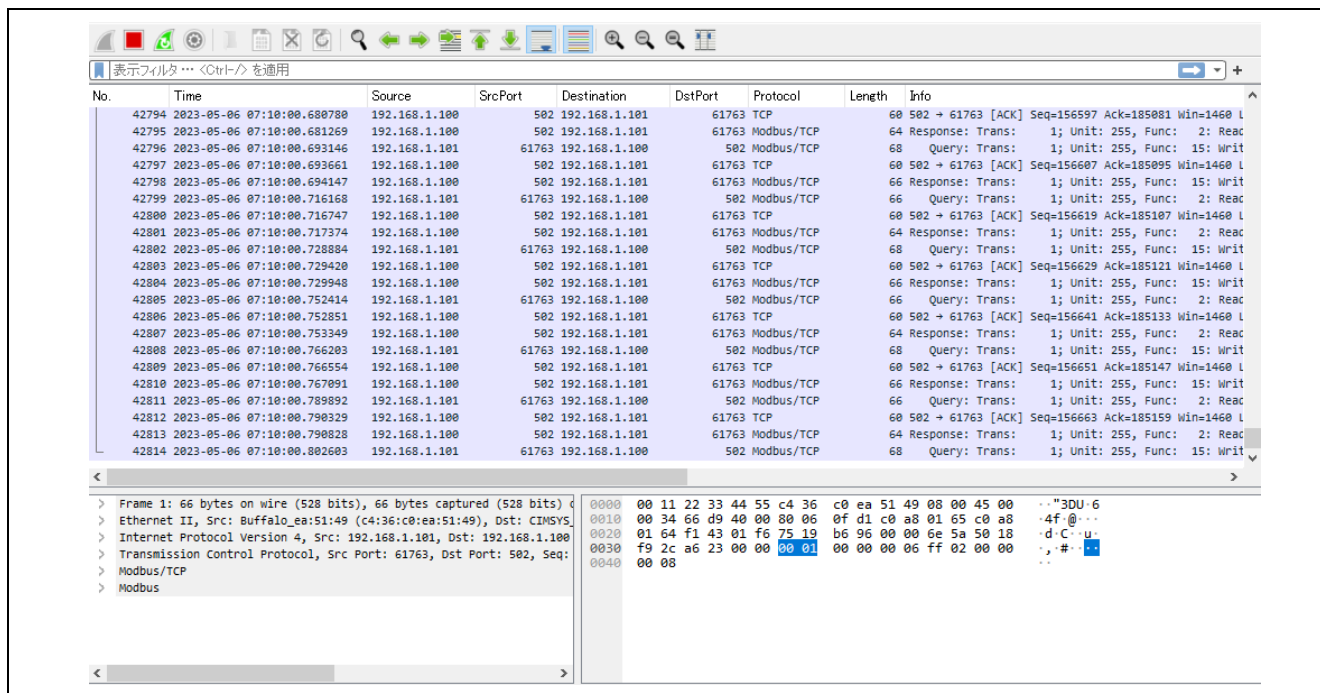 表示フィルタ … <Ctrl-/> を適用
No. Time Source SrcPort Destination DstPort Protocol Length Info
42794 2023-05-06 07:10:00.680780 192.168.1.100 502 192.168.1.101 61763 TCP 60 502 → 61763 [ACK] Seq=156597 Ack=185081 Win=1460 L
42795 2023-05-06 07:10:00.681269 192.168.1.100 502 192.168.1.101 61763 Modbus/TCP 64 Response: Trans: 1; Unit: 255, Func: 2: Read
42796 2023-05-06 07:10:00.693146 192.168.1.101 61763 192.168.1.100 502 Modbus/TCP 68 Query: Trans: 1; Unit: 255, Func: 15: Writ
42797 2023-05-06 07:10:00.693661 192.168.1.100 502 192.168.1.101 61763 TCP 60 502 → 61763 [ACK] Seq=156607 Ack=185095 Win=1460 L
42798 2023-05-06 07:10:00.694147 192.168.1.100 502 192.168.1.101 61763 Modbus/TCP 66 Response: Trans: 1; Unit: 255, Func: 15: Writ
42799 2023-05-06 07:10:00.716168 192.168.1.101 61763 192.168.1.100 502 Modbus/TCP 66 Query: Trans: 1; Unit: 255, Func: 2: Read
42800 2023-05-06 07:10:00.716747 192.168.1.100 502 192.168.1.101 61763 TCP 60 502 → 61763 [ACK] Seq=156619 Ack=185107 Win=1460 L
42801 2023-05-06 07:10:00.717374 192.168.1.100 502 192.168.1.101 61763 Modbus/TCP 64 Response: Trans: 1; Unit: 255, Func: 2: Read
42802 2023-05-06 07:10:00.728884 192.168.1.101 61763 192.168.1.100 502 Modbus/TCP 68 Query: Trans: 1; Unit: 255, Func: 15: Writ
42803 2023-05-06 07:10:00.729420 192.168.1.100 502 192.168.1.101 61763 TCP 60 502 → 61763 [ACK] Seq=156629 Ack=185121 Win=1460 L
42804 2023-05-06 07:10:00.729948 192.168.1.100 502 192.168.1.101 61763 Modbus/TCP 66 Response: Trans: 1; Unit: 255, Func: 15: Writ
42805 2023-05-06 07:10:00.752414 192.168.1.101 61763 192.168.1.100 502 Modbus/TCP 66 Query: Trans: 1; Unit: 255, Func: 2: Read
42806 2023-05-06 07:10:00.752851 192.168.1.100 502 192.168.1.101 61763 TCP 60 502 → 61763 [ACK] Seq=156641 Ack=185133 Win=1460 L
42807 2023-05-06 07:10:00.753349 192.168.1.100 502 192.168.1.101 61763 Modbus/TCP 64 Response: Trans: 1; Unit: 255, Func: 2: Read
42808 2023-05-06 07:10:00.766203 192.168.1.101 61763 192.168.1.100 502 Modbus/TCP 68 Query: Trans: 1; Unit: 255, Func: 15: Writ
42809 2023-05-06 07:10:00.766554 192.168.1.100 502 192.168.1.101 61763 TCP 60 502 → 61763 [ACK] Seq=156651 Ack=185147 Win=1460 L
42810 2023-05-06 07:10:00.767091 192.168.1.100 502 192.168.1.101 61763 Modbus/TCP 66 Response: Trans: 1; Unit: 255, Func: 15: Writ
42811 2023-05-06 07:10:00.789892 192.168.1.101 61763 192.168.1.100 502 Modbus/TCP 66 Query: Trans: 1; Unit: 255, Func: 2: Read
42812 2023-05-06 07:10:00.790329 192.168.1.100 502 192.168.1.101 61763 TCP 60 502 → 61763 [ACK] Seq=156663 Ack=185159 Win=1460 L
42813 2023-05-06 07:10:00.790828 192.168.1.100 502 192.168.1.101 61763 Modbus/TCP 64 Response: Trans: 1; Unit: 255, Func: 2: Read
42814 2023-05-06 07:10:00.802603 192.168.1.101 61763 192.168.1.100 502 Modbus/TCP 68 Query: Trans: 1; Unit: 255, Func: 15: Writ
Frame 1: 66 bytes on wire (528 bits), 66 bytes captured (528 bits) o
Ethernet II, Src: Buffalo_ea:51:49 (c4:36:c0:ea:51:49), Dst: CIMSYS_
Internet Protocol Version 4, Src: 192.168.1.101, Dst: 192.168.1.100
Transmission Control Protocol, Src Port: 61763, Dst Port: 502, Seq:
Modbus/TCP
Modbus
0000 00 11 22 33 44 55 c4 36 c0 ea 51 49 08 00 45 00 ··"3DU·6
0010 00 34 66 d9 40 00 80 06 0f d1 c0 a8 01 65 c0 a8 ·4f·@···
0020 01 64 f1 43 01 f6 75 19 b6 96 00 00 6e 5a 50 18 ·d·C··u·
0030 f9 2c a6 23 00 00 00 01 00 00 00 06 ff 02 00 00 ·,·#····
0040 00 08 ··